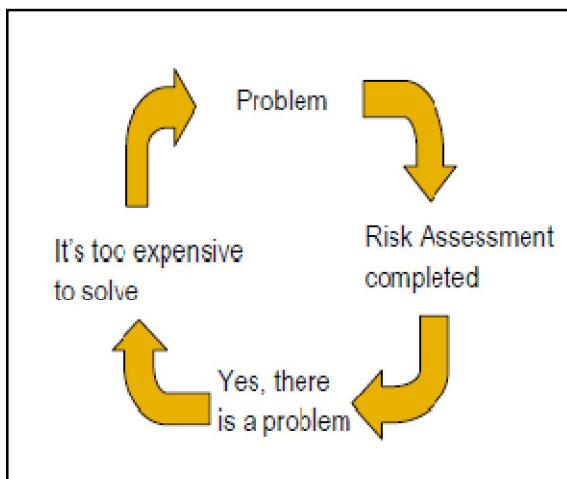 Problem
Risk Assessment
completed
Yes, there
is a problem
It's too expensive
to solve